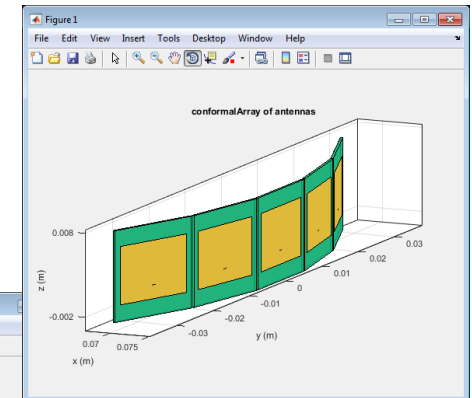 Figure 1
File Edit View Insert Tools Desktop Window Help
conformalArray of antennas
0.008
-0.002
z (m)
0.07
0.075
x (m)
-0.03
-0.02
-0.01
0
0.01
0.02
0.03
y (m)